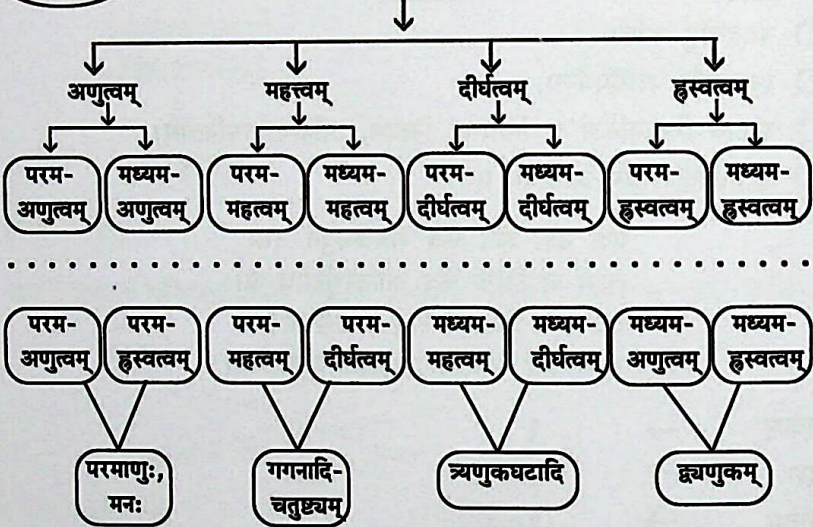 अणुत्वम् महत्त्वम् दीर्घत्वम् ह्रस्वत्वम्
परम- मध्यम- परम- मध्यम- परम- मध्यम- परम- मध्यम-
अणुत्वम् अणुत्वम् महत्वम् महत्वम् दीर्घत्वम् दीर्घत्वम् ह्रस्वत्वम् ह्रस्वत्वम्
परम- परम- परम- परम- मध्यम- मध्यम- मध्यम- मध्यम-
अणुत्वम् ह्रस्वत्वम् महत्वम् दीर्घत्वम् महत्वम् दीर्घत्वम् अणुत्वम् ह्रस्वत्वम्
परमाणुः, गगनादि- त्र्यणुकघटादि द्व्यणुकम्
मनः चतुष्ट्यम्